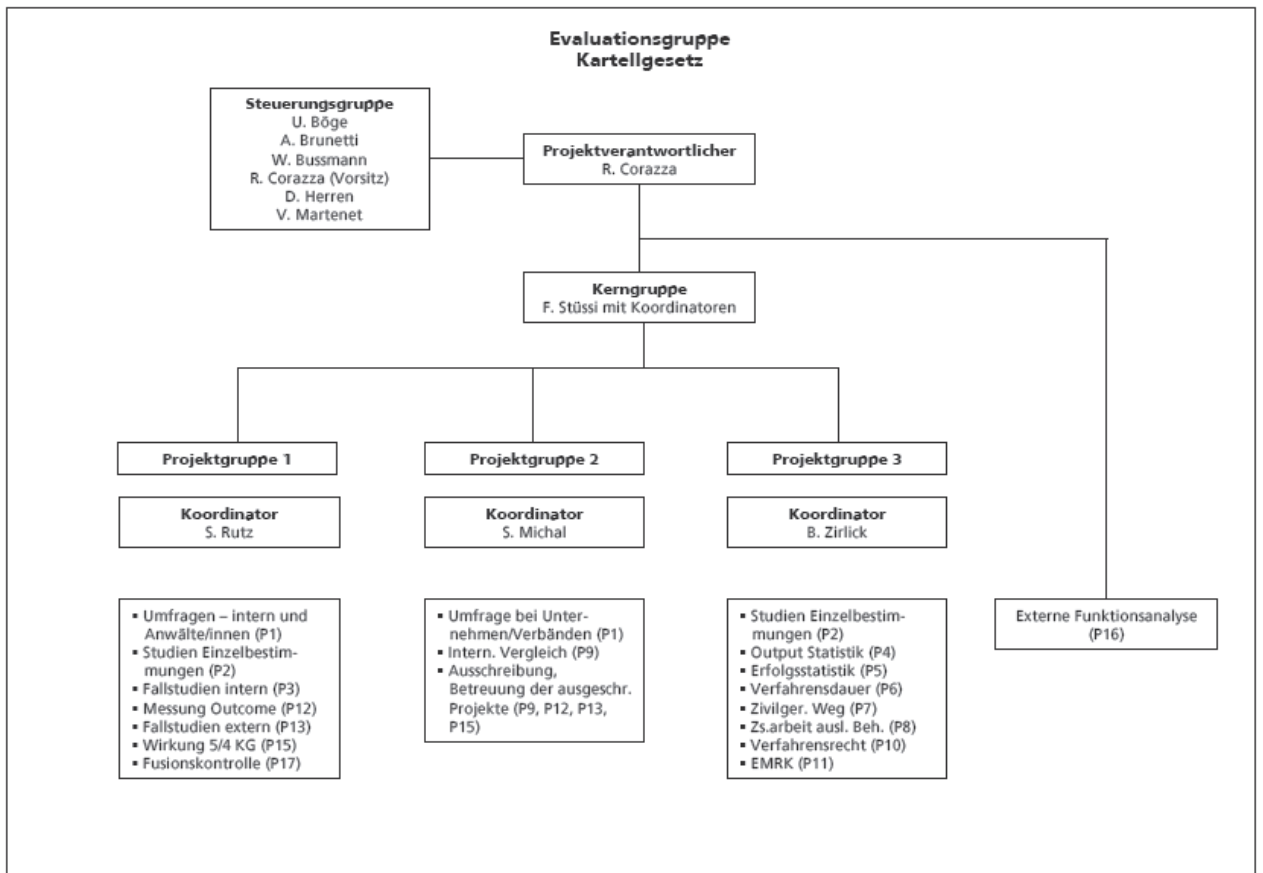 Evaluationsgruppe
Kartellgesetz
Steuerungsgruppe
U. Böge
A. Brunetti
W. Bussmann
R. Corazza (Vorsitz)
D. Herren
V. Martenet
Projektverantwortlicher
R. Corazza
Kerngruppe
F. Stüssi mit Koordinatoren
Projektgruppe 1
Koordinator
S. Rutz
▪ Umfragen – intern und
Anwälte/innen (P1)
▪ Studien Einzelbestim-
mungen (P2)
▪ Fallstudien intern (P3)
▪ Messung Outcome (P12)
▪ Fallstudien extern (P13)
▪ Wirkung 5/4 KG (P15)
▪ Fusionskontrolle (P17)
Projektgruppe 2
Koordinator
S. Michal
▪ Umfrage bei Unter-
nehmen/Verbänden (P1)
▪ Intern. Vergleich (P9)
▪ Ausschreibung,
Betreuung der ausgeschr.
Projekte (P9, P12, P13,
P15)
Projektgruppe 3
Koordinator
B. Zirlick
▪ Studien Einzelbestim-
mungen (P2)
▪ Output Statistik (P4)
▪ Erfolgsstatistik (P5)
▪ Verfahrensdauer (P6)
▪ Zivilger. Weg (P7)
▪ Zs.arbeit ausl. Beh. (P8)
▪ Verfahrensrecht (P10)
▪ EMRK (P11)
Externe Funktionsanalyse
(P16)